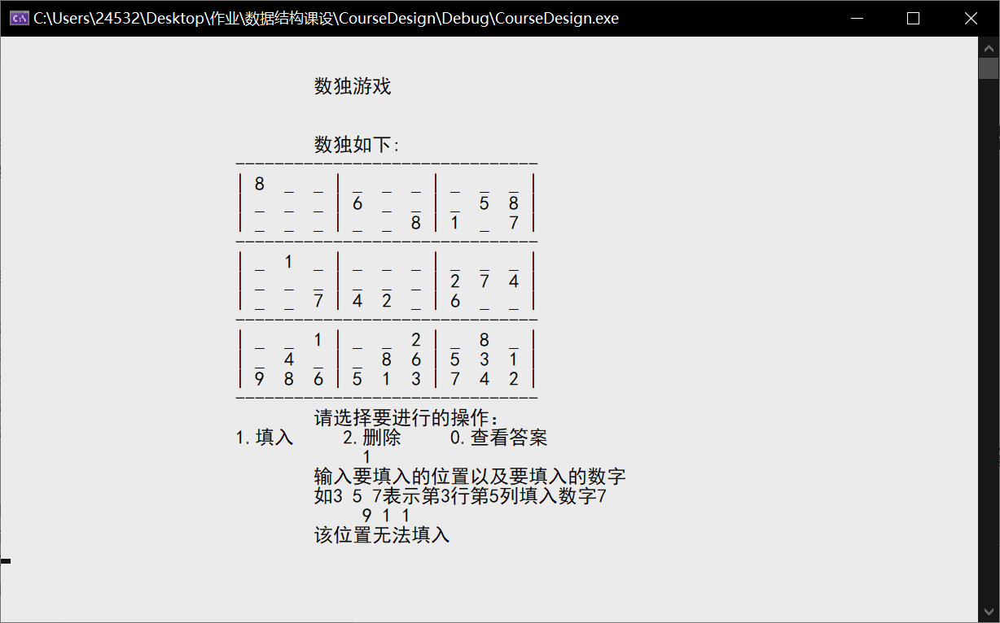 C:\Users\24532\Desktop\作业\数据结构课设\CourseDesign\Debug\CourseDesign.exe
数独游戏
数独如下:
-------------------------------
| 8 _ _ | _ _ _ | _ _ _ |
| _ _ _ | 6 _ _ | _ 5 8 |
| _ _ _ | _ _ 8 | 1 _ 7 |
-------------------------------
| _ 1 _ | _ _ _ | _ _ _ |
| _ _ _ | _ _ _ | 2 7 4 |
| _ _ 7 | 4 2 _ | 6 _ _ |
-------------------------------
| _ _ 1 | _ _ 2 | _ 8 _ |
| _ 4 _ | _ 8 6 | 5 3 1 |
| 9 8 6 | 5 1 3 | 7 4 2 |
-------------------------------
请选择要进行的操作:
1.填入 2.删除 0.查看答案
1
输入要填入的位置以及要填入的数字
如3 5 7表示第3行第5列填入数字7
9 1 1
该位置无法填入